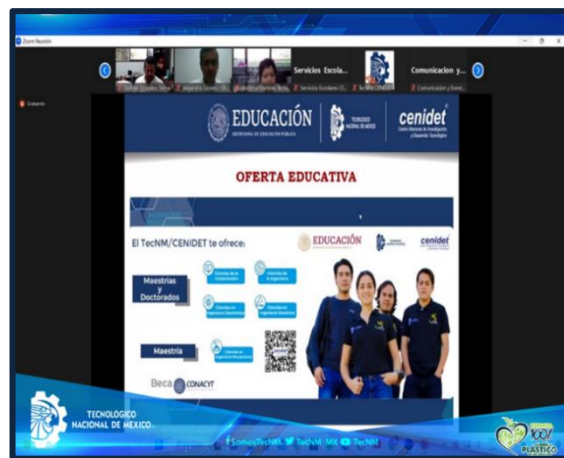 Zoom Reunión
Servicios Escola...
Comunicacion y...
Grabando
EDUCACIÓN
SECRETARÍA DE EDUCACIÓN PÚBLICA
TECNOLÓGICO
NACIONAL DE MÉXICO
cenidet
Centro Nacional de Investigación
y Desarrollo Tecnológico
OFERTA EDUCATIVA
El TecNM/CENIDET te ofrece:
EDUCACIÓN
cenidet
Maestrías
y
Doctorados
Ciencias de la
Computación
Ciencias de
la Ingeniería
Ciencias en
Ingeniería Electrónica
Ciencias en
Ingeniería Mecánica
Maestría
Beca CONACYT
TECNOLÓGICO
NACIONAL DE MÉXICO
SomosTecNM TecNM_MX TecNM
100%
PLÁSTICO